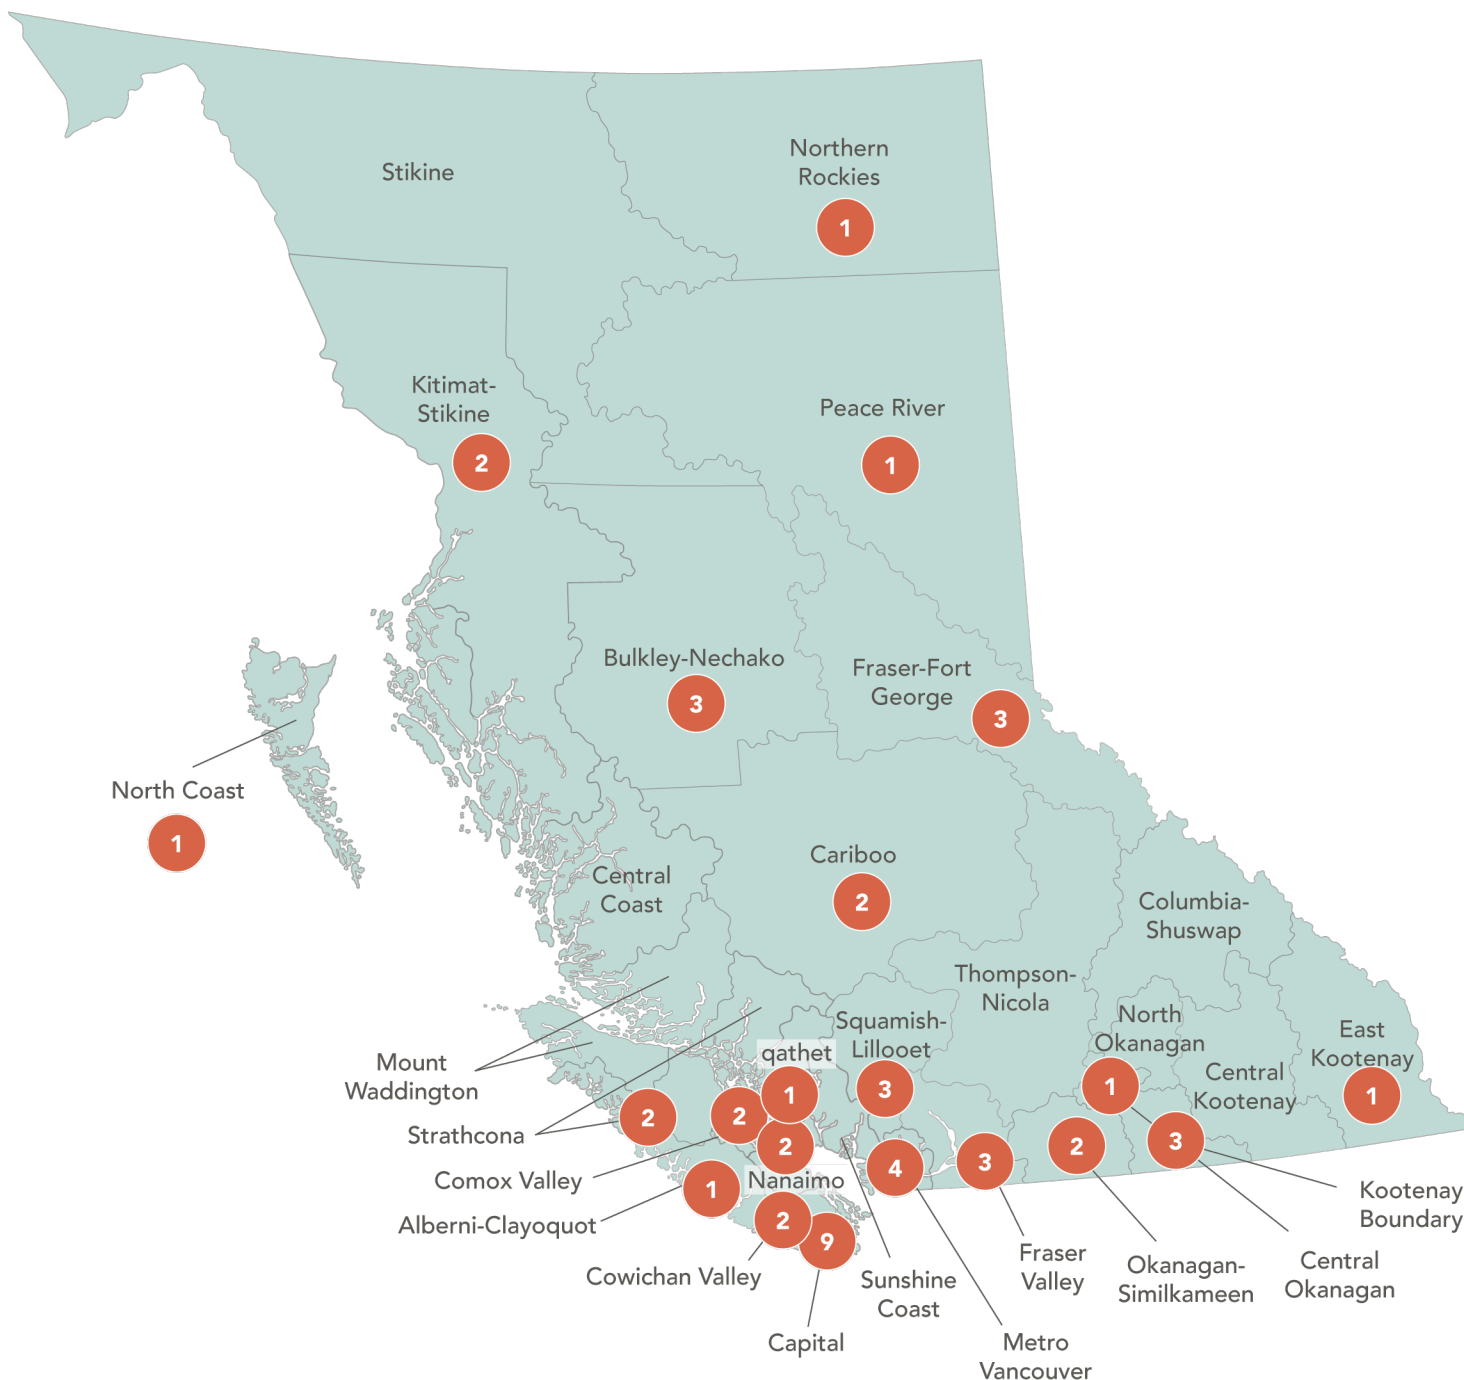 Stikine
Northern
Rockies
1
Kitimat-
Stikine
2
Peace River
1
Bulkley-Nechako
3
Fraser-Fort
George
3
North Coast
1
Cariboo
2
Central
Coast
Columbia-
Shuswap
Thompson-
Nicola
Squamish-
Lillooet
3
North
Okanagan
1
East
Kootenay
1
Central
Kootenay
qathet
1
Mount
Waddington
Strathcona
2
2
2
Comox Valley
Nanaimo
Alberni-Clayoquot
1
2
9
4
3
2
3
Cowichan Valley
Capital
Sunshine
Coast
Metro
Vancouver
Fraser
Valley
Okanagan-
Similkameen
Central
Okanagan
Kootenay
Boundary